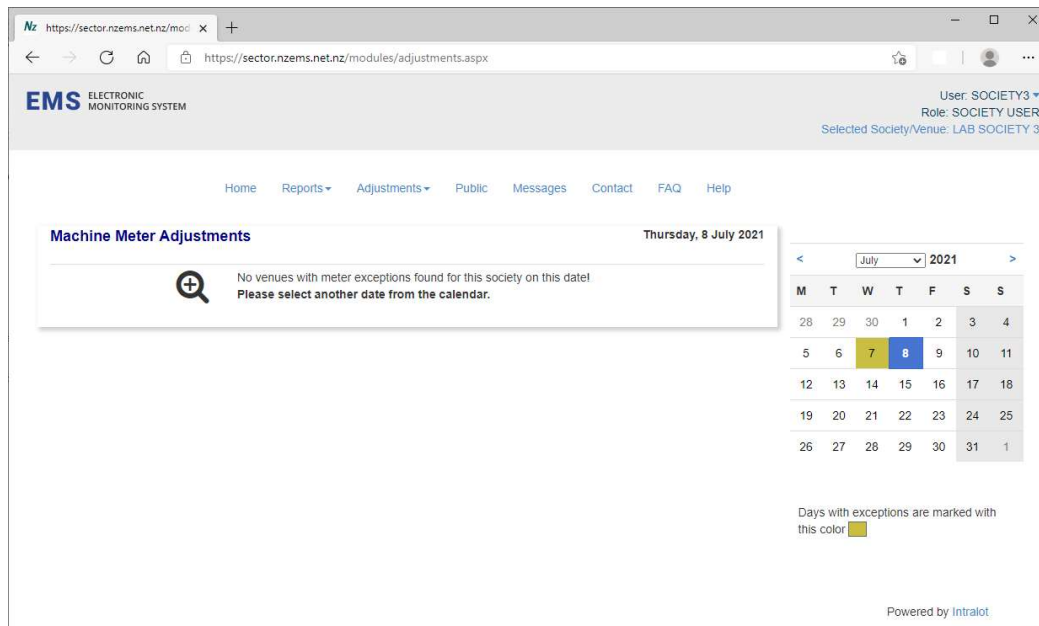 Nz https://sector.nzems.net.nz/mod
https://sector.nzems.net.nz/modules/adjustments.aspx
EMS ELECTRONIC
MONITORING SYSTEM
User: SOCIETY3
Role: SOCIETY USER
Selected Society/Venue: LAB SOCIETY 3
Home Reports Adjustments Public Messages Contact FAQ Help
Machine Meter Adjustments Thursday, 8 July 2021
No venues with meter exceptions found for this society on this date!
Please select another date from the calendar.
< July 2021 >
M T W T F S S
28 29 30 1 2 3 4
5 6 7 8 9 10 11
12 13 14 15 16 17 18
19 20 21 22 23 24 25
26 27 28 29 30 31 1
Days with exceptions are marked with
this color
Powered by Intralot